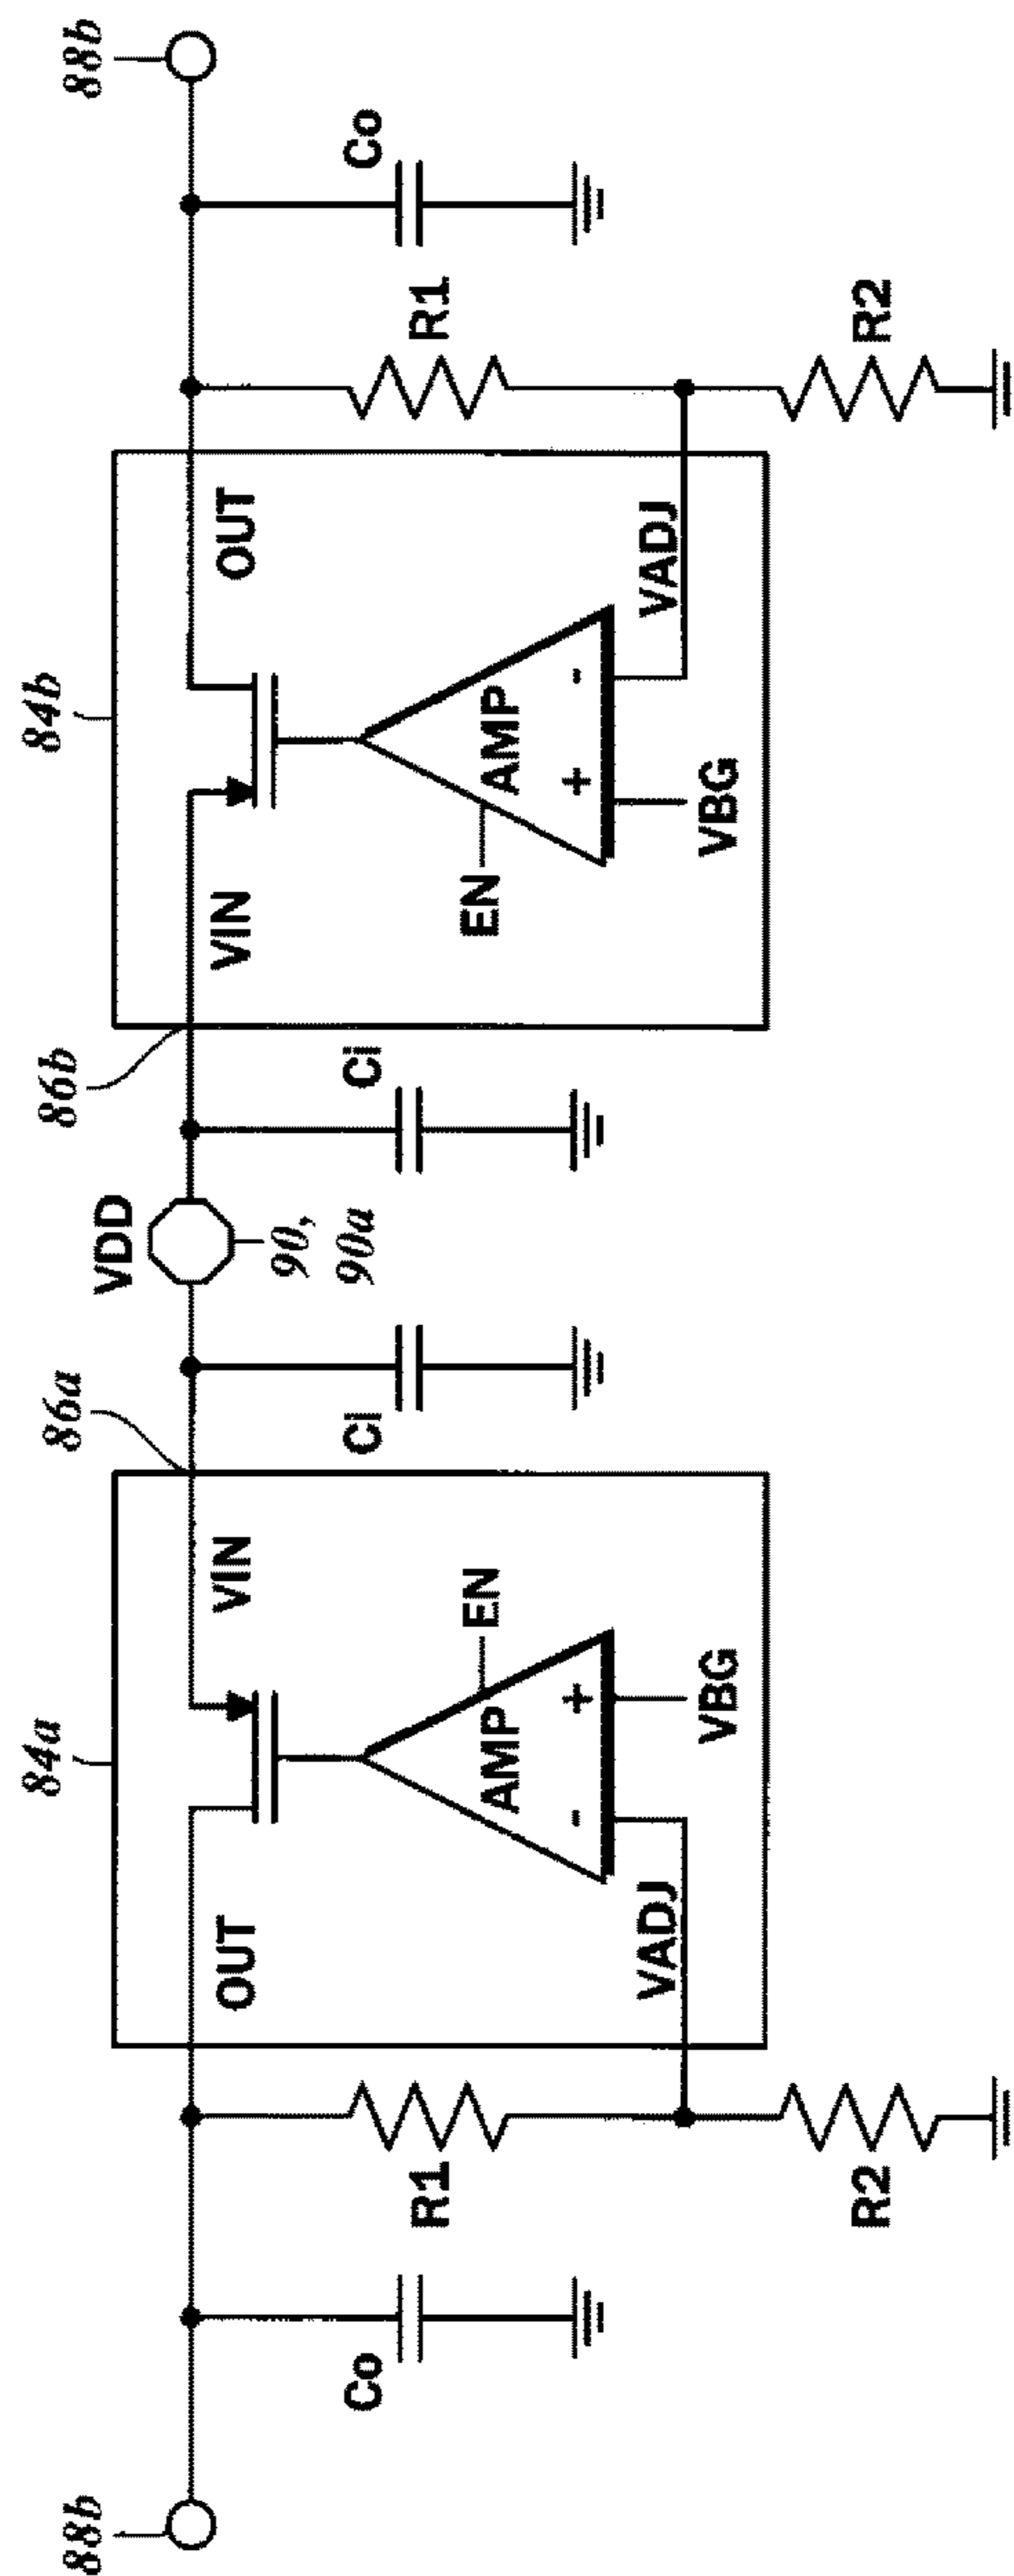 88b
84a
86a
VDD
90,
90a
86b
84b
88b
OUT
VIN
VIN
OUT
Co
R1
AMP
EN
Ci
Ci
EN
AMP
R1
Co
-
+
+
-
VADJ
VBG
VBG
VADJ
R2
R2